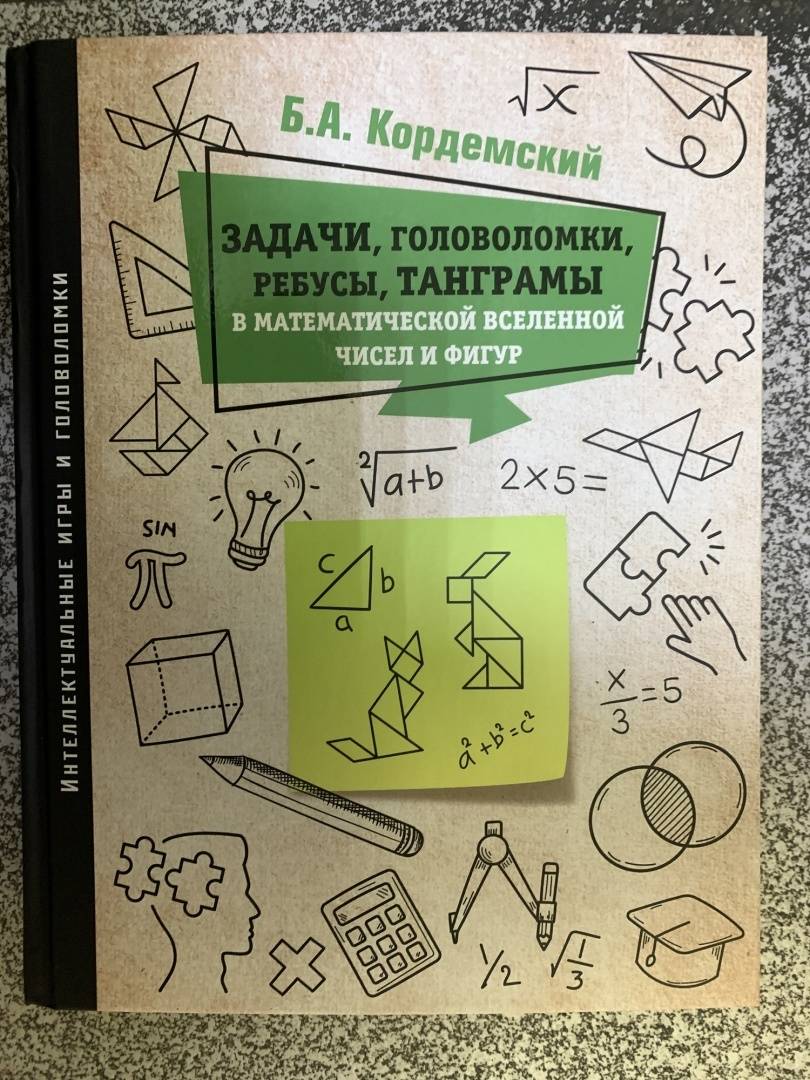 Б.А. Кордемский
ЗАДАЧИ, ГОЛОВОЛОМКИ,
РЕБУСЫ, ТАНГРАМЫ
В МАТЕМАТИЧЕСКОЙ ВСЕЛЕННОЙ
ЧИСЕЛ И ФИГУР
Интеллектуальные игры и головоломки
√x
²√a+b
2×5=
SIN
π
c
b
a
a²+b²=c²
x/3=5
1/2
√1/3